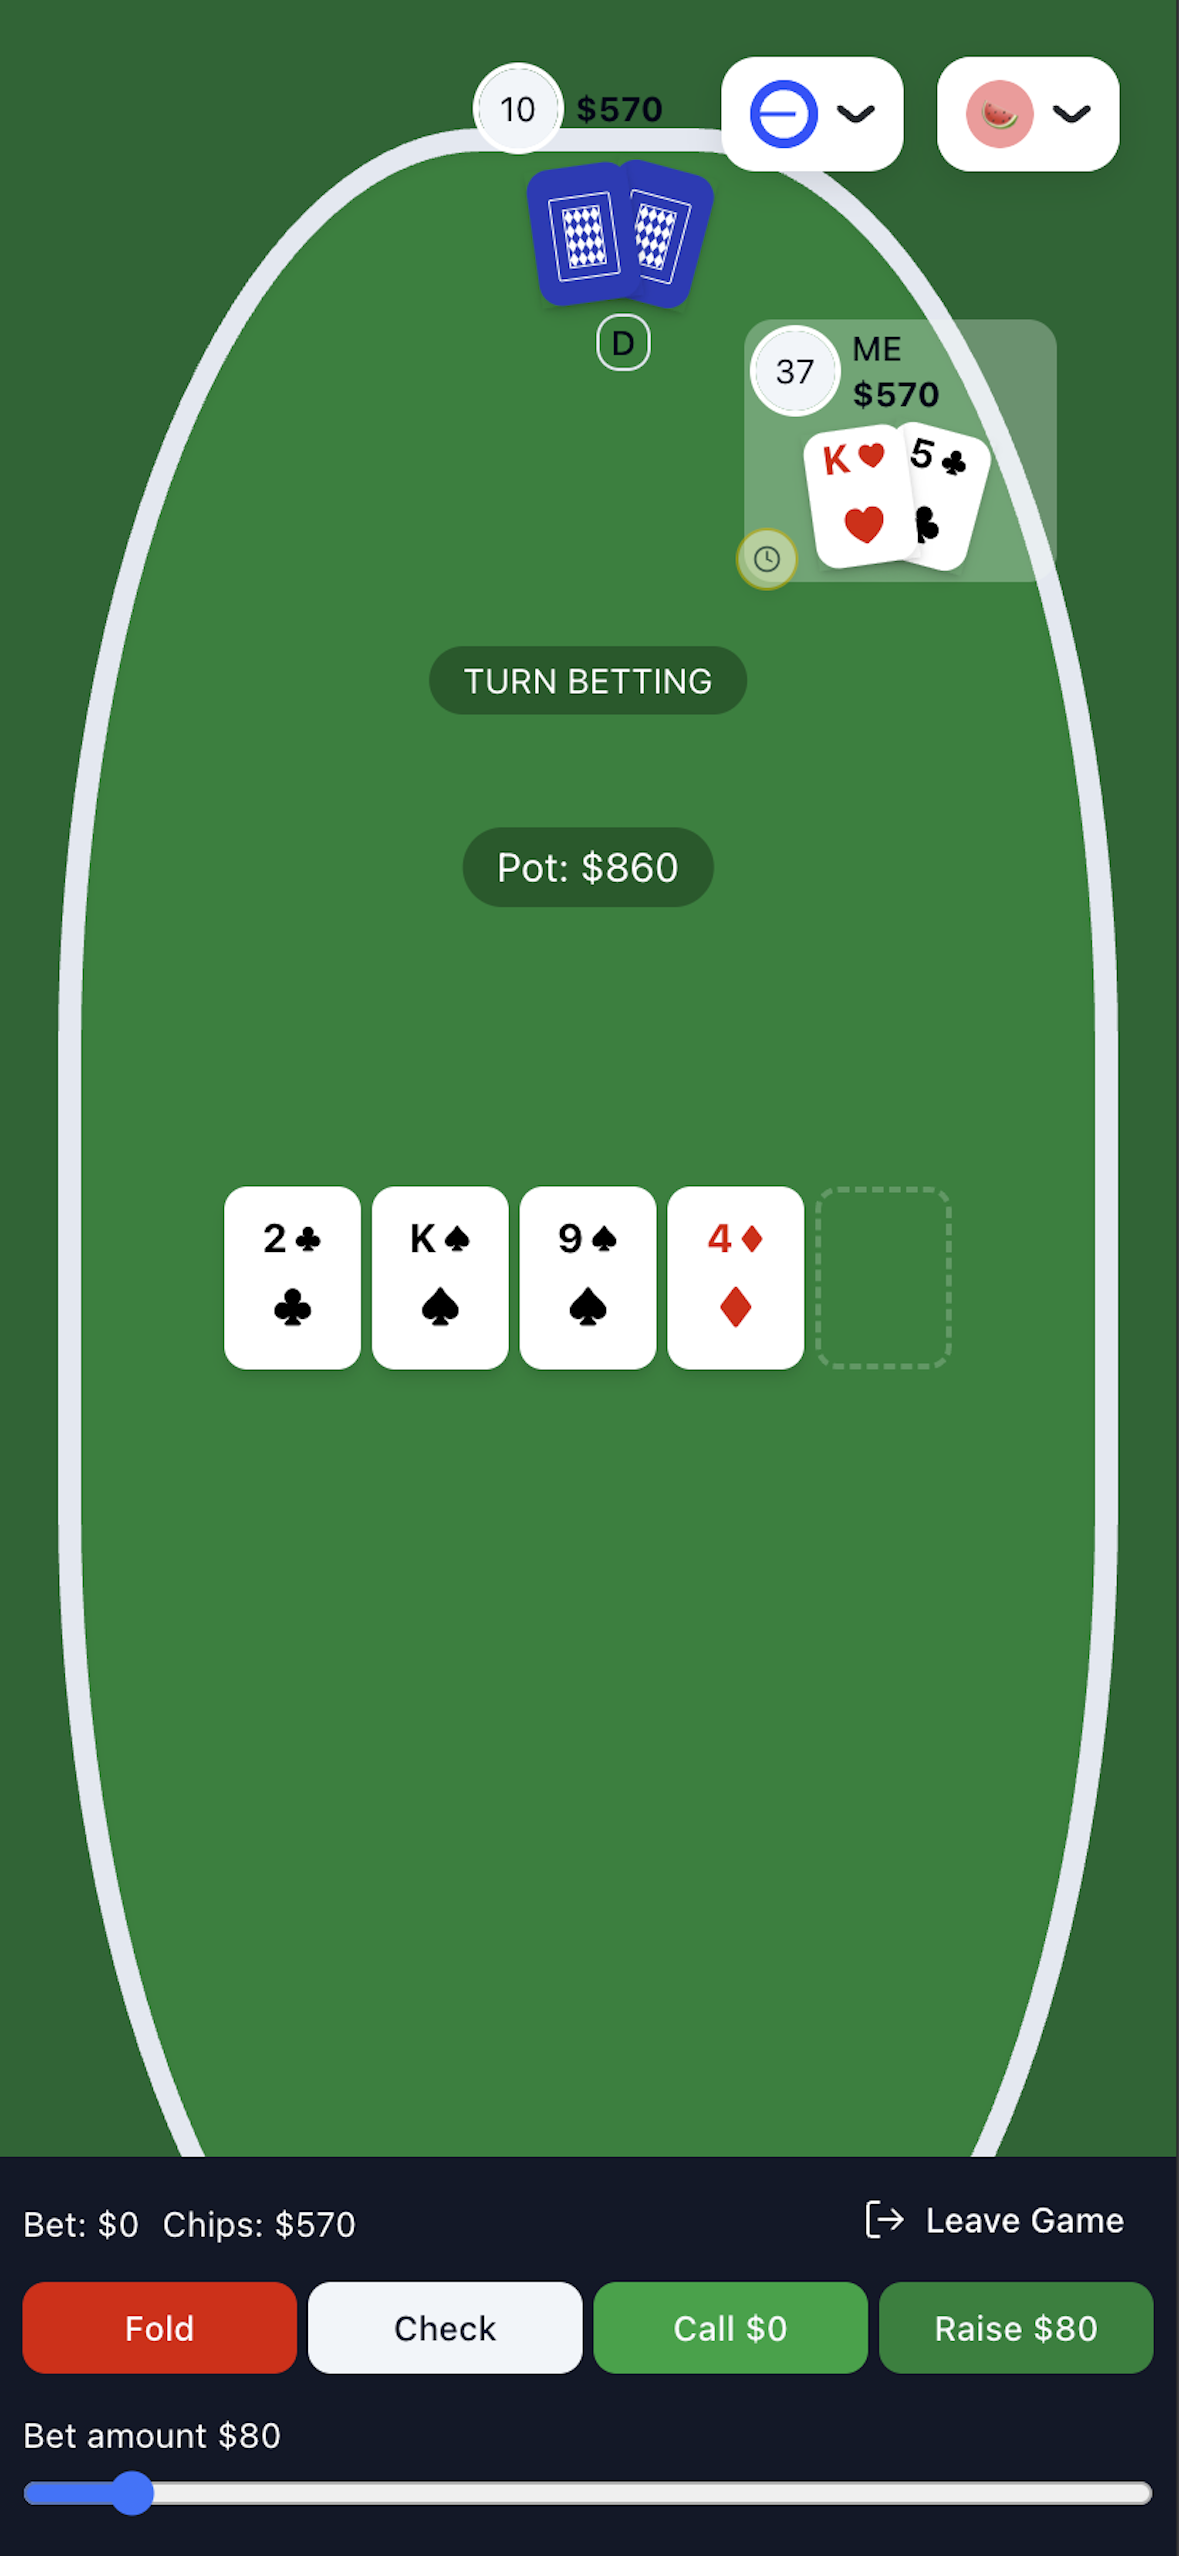 10 $570
D
37 ME
$570
K♥ 5♣
TURN BETTING
Pot: $860
2♣ K♠ 9♠ 4♦
Bet: $0 Chips: $570 Leave Game
Fold Check Call $0 Raise $80
Bet amount $80